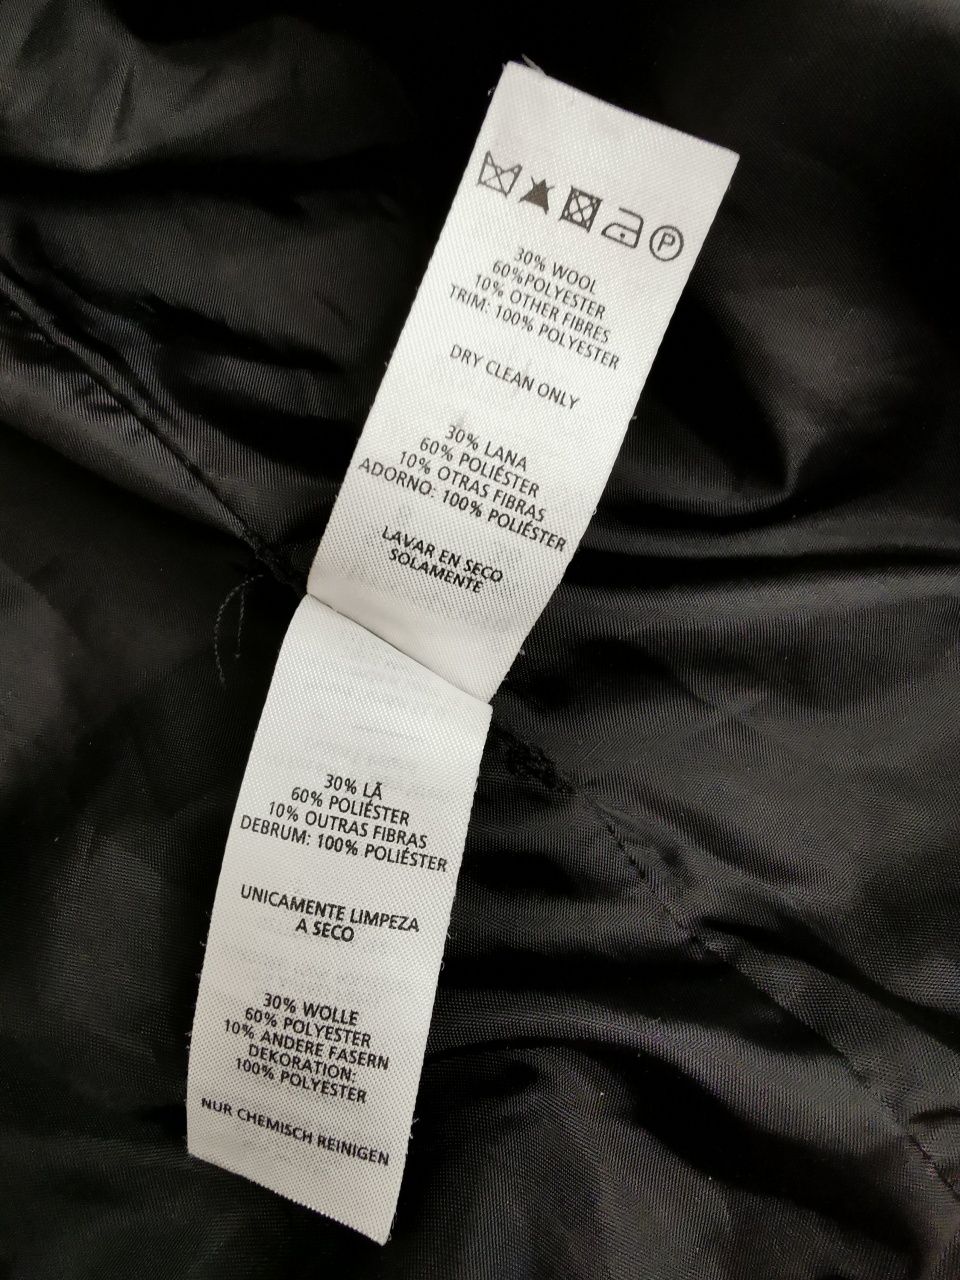 P
30% WOOL
60%POLYESTER
10% OTHER FIBRES
TRIM: 100% POLYESTER
DRY CLEAN ONLY
30% LANA
60% POLIÉSTER
10% OTRAS FIBRAS
ADORNO: 100% POLIÉSTER
LAVAR EN SECO
SOLAMENTE
30% LÃ
60% POLIÉSTER
10% OUTRAS FIBRAS
DEBRUM: 100% POLIÉSTER
UNICAMENTE LIMPEZA
A SECO
30% WOLLE
60% POLYESTER
10% ANDERE FASERN
DEKORATION:
100% POLYESTER
NUR CHEMISCH REINIGEN